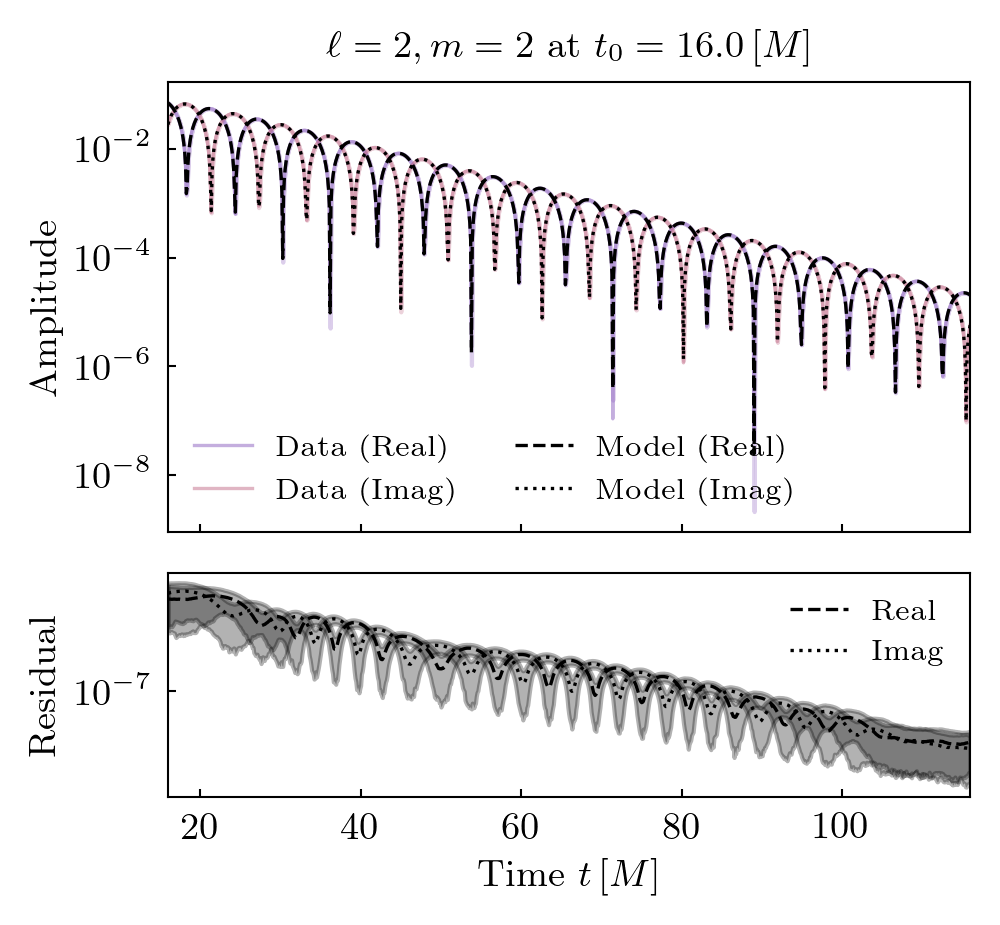 ℓ = 2, m = 2 at t₀ = 16.0 [M]
Amplitude
10⁻²
10⁻⁴
10⁻⁶
10⁻⁸
Data (Real)
Data (Imag)
Model (Real)
Model (Imag)
Residual
10⁻⁷
Real
Imag
20 40 60 80 100
Time t [M]